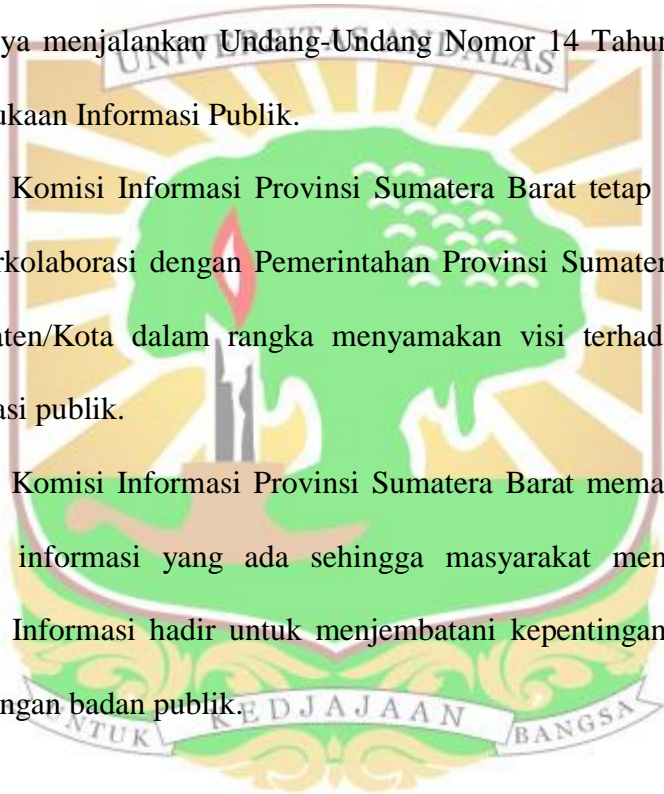 ya menjalankan Undang-Undang Nomor 14 Tahun
UNIVERSITAS ANDALAS
ukaan Informasi Publik.
Komisi Informasi Provinsi Sumatera Barat tetap
rkolaborasi dengan Pemerintahan Provinsi Sumater
aten/Kota dalam rangka menyamakan visi terhad
asi publik.
Komisi Informasi Provinsi Sumatera Barat mema
informasi yang ada sehingga masyarakat men
Informasi hadir untuk menjembatani kepentingan
ngan badan publik.
UNTUK KEDJAJAAN BANGSA